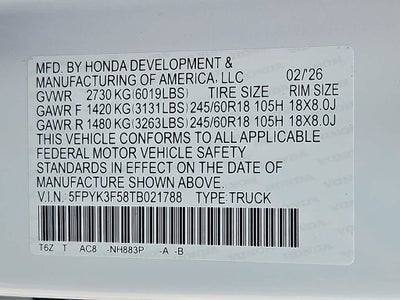 MFD. BY HONDA DEVELOPMENT &
MANUFACTURING OF AMERICA, LLC 02/'26
GVWR 2730 KG(6019LBS) TIRE SIZE RIM SIZE
GAWR F 1420 KG(3131LBS) 245/60R18 105H 18X8.0J
GAWR R 1480 KG(3263LBS) 245/60R18 105H 18X8.0J
THIS VEHICLE CONFORMS TO ALL APPLICABLE
FEDERAL MOTOR VEHICLE SAFETY
STANDARDS IN EFFECT ON THE DATE OF
MANUFACTURE SHOWN ABOVE.
V.I.N. 5FPYK3F58TB021788 TYPE:TRUCK
T6Z T AC8 -NH883P -A -B